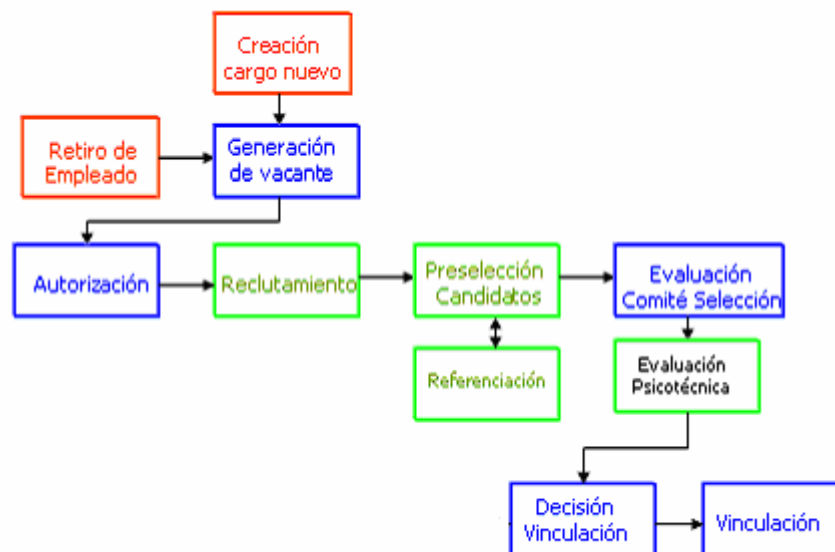 Creación
cargo nuevo
Retiro de
Empleado
Generación
de vacante
Autorización
Reclutamiento
Preselección
Candidatos
Evaluación
Comité Selección
Referenciación
Evaluación
Psicotécnica
Decisión
Vinculación
Vinculación